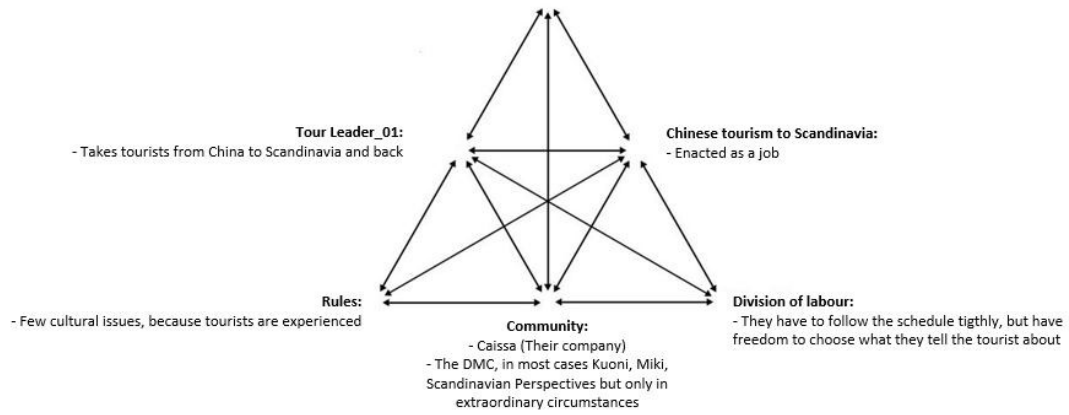 Tour Leader_01:
- Takes tourists from China to Scandinavia and back
Chinese tourism to Scandinavia:
- Enacted as a job
Rules:
- Few cultural issues, because tourists are experienced
Community:
- Caissa (Their company)
- The DMC, in most cases Kuoni, Miki,
Scandinavian Perspectives but only in
extraordinary circumstances
Division of labour:
- They have to follow the schedule tigthly, but have
freedom to choose what they tell the tourist about